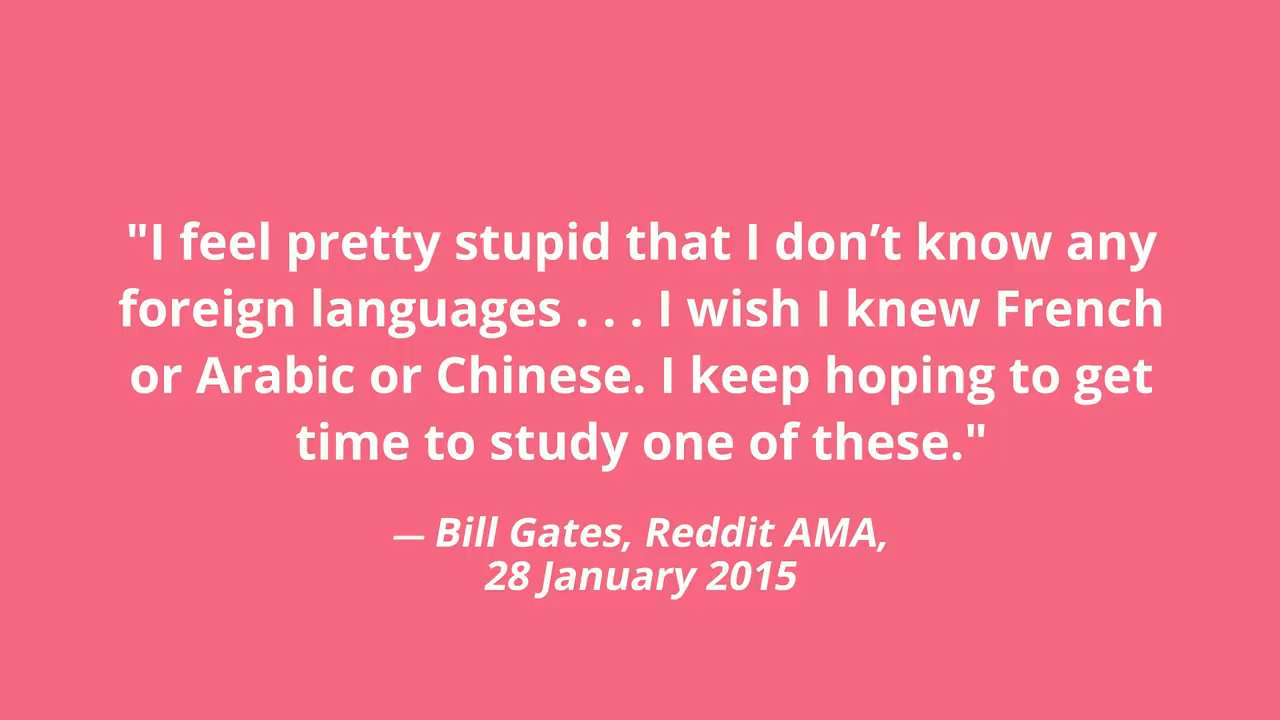 "I feel pretty stupid that I don’t know any
foreign languages . . . I wish I knew French
or Arabic or Chinese. I keep hoping to get
time to study one of these."
— Bill Gates, Reddit AMA,
28 January 2015